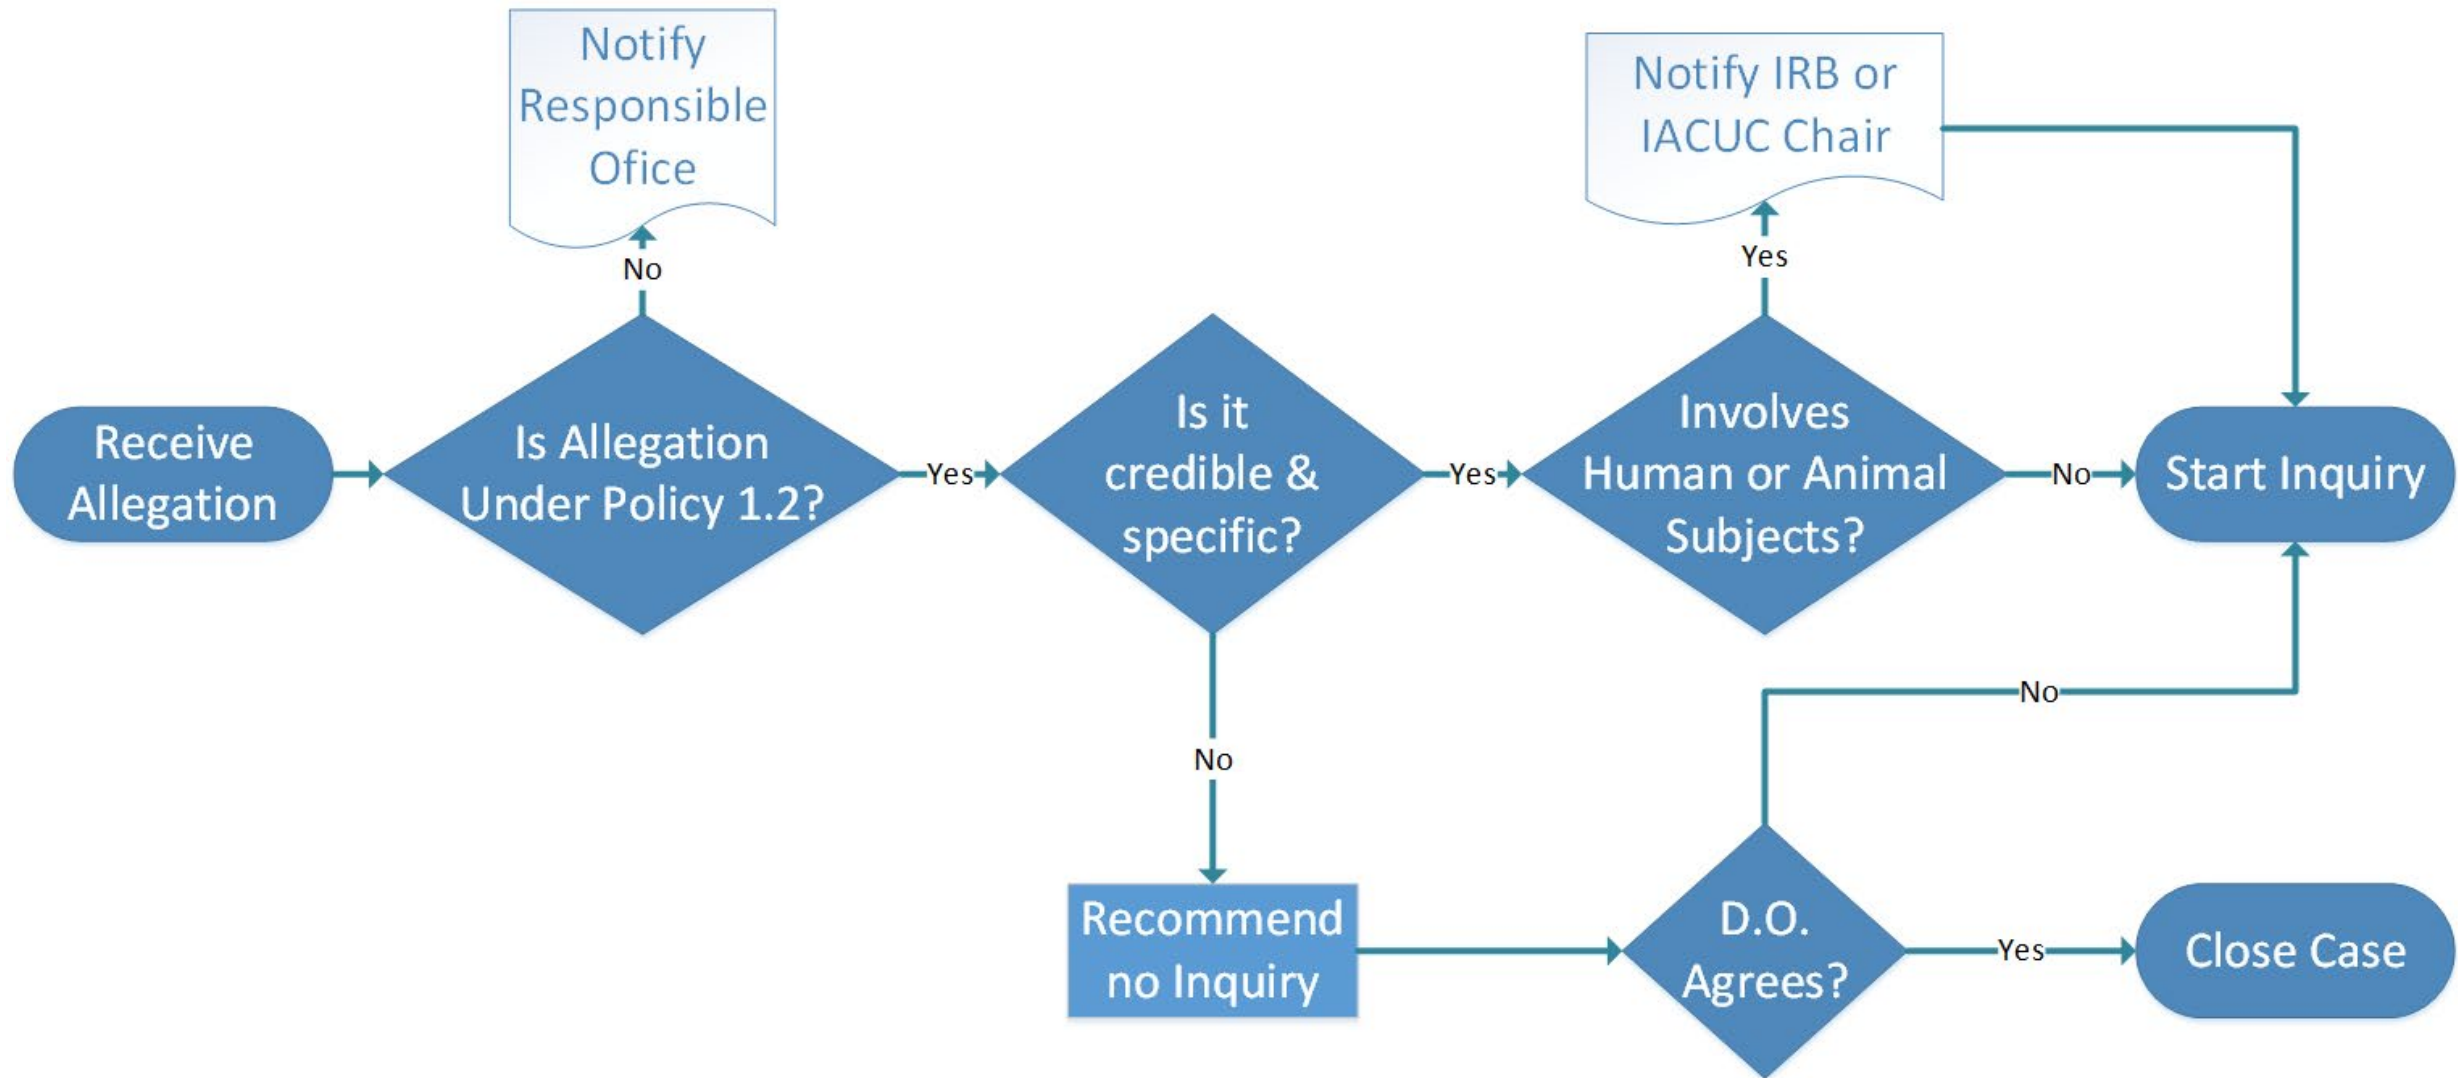 Notify
Responsible
Ofice
Notify IRB or
IACUC Chair
No
Yes
Receive
Allegation
Is Allegation
Under Policy 1.2?
Yes
Is it
credible &
specific?
Yes
Involves
Human or Animal
Subjects?
No
Start Inquiry
No
No
Recommend
no Inquiry
D.O.
Agrees?
Yes
Close Case